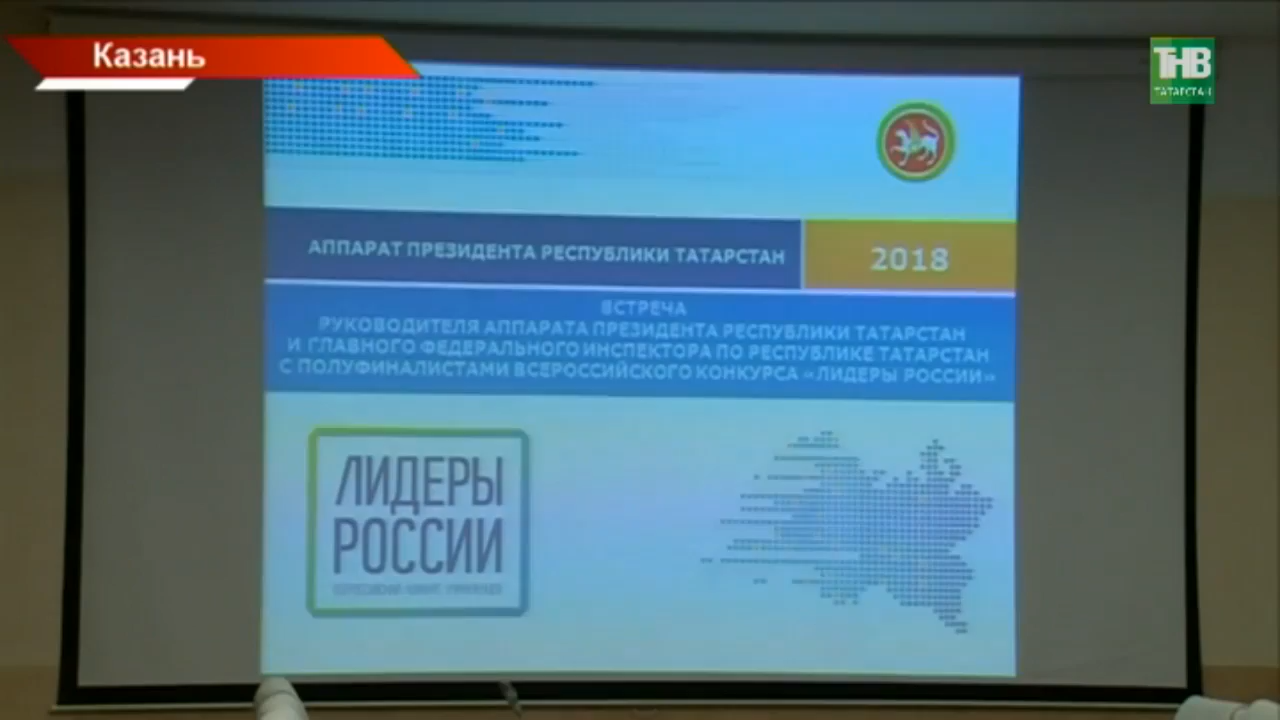 Казань
ТНВ
ТАТАРСТАН
АППАРАТ ПРЕЗИДЕНТА РЕСПУБЛИКИ ТАТАРСТАН
2018
ВСТРЕЧА
РУКОВОДИТЕЛЯ АППАРАТА ПРЕЗИДЕНТА РЕСПУБЛИКИ ТАТАРСТАН
И ГЛАВНОГО ФЕДЕРАЛЬНОГО ИНСПЕКТОРА ПО РЕСПУБЛИКЕ ТАТАРСТАН
С ПОЛУФИНАЛИСТАМИ ВСЕРОССИЙСКОГО КОНКУРСА «ЛИДЕРЫ РОССИИ»
ЛИДЕРЫ
РОССИИ